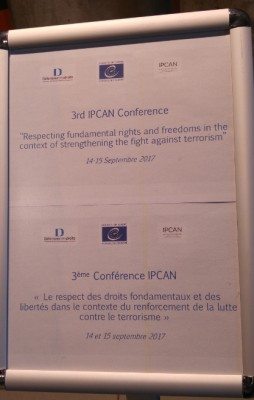 IPCAN
3rd IPCAN Conference
"Respecting fundamental rights and freedoms in the
context of strengthening the fight against terrorism"
14-15 Septembre 2017
IPCAN
3ème Conférence IPCAN
« Le respect des droits fondamentaux et des
libertés dans le contexte du renforcement de la lutte
contre le terrorisme »
14 et 15 septembre 2017